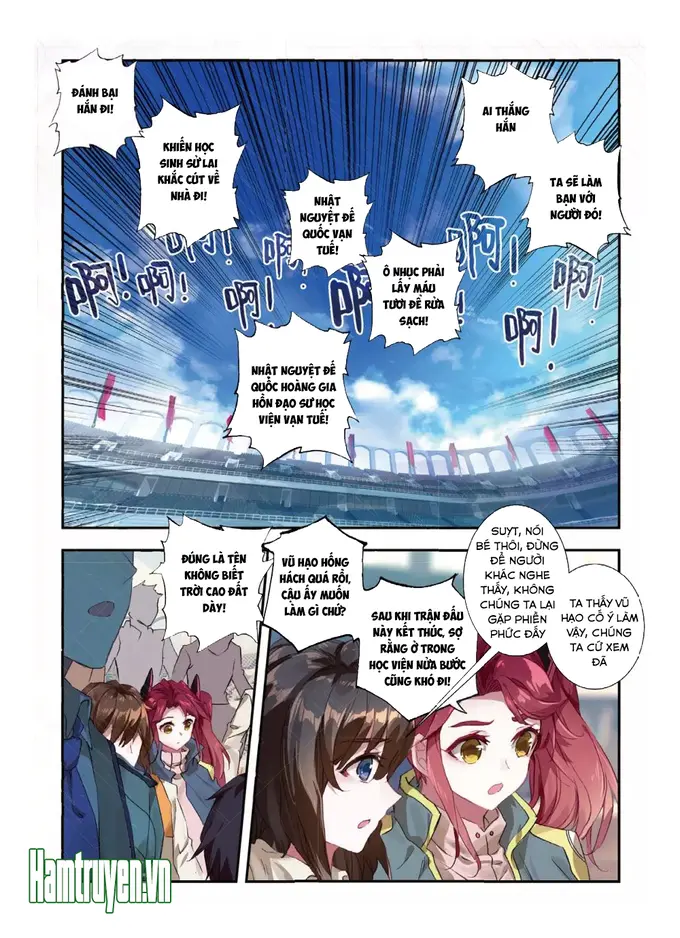 ĐÁNH BẠI
HẮN ĐI!
KHIẾN HỌC
SINH SỬ LAI
KHẮC CÚT VỀ
NHÀ ĐI!
NHẬT
NGUYỆT ĐẾ
QUỐC VẠN
TUẾ!
AI THẮNG
HẮN
TA SẼ LÀM
BẠN VỚI
NGƯỜI ĐÓ!
Ô NHỤC PHẢI
LẤY MÁU
TƯƠI ĐỂ RỬA
SẠCH!
啊!
啊!
啊!
啊!
啊!
啊!
啊!
啊!
啊!
NHẬT NGUYỆT ĐẾ
QUỐC HOÀNG GIA
HỒN ĐẠO SƯ HỌC
VIỆN VẠN TUẾ!
ĐÚNG LÀ TÊN
KHÔNG BIẾT
TRỜI CAO ĐẤT
DÀY!
VŨ HẠO HỐNG
HÁCH QUÁ RỒI,
CẬU ẤY MUỐN
LÀM GÌ CHỨ?
SAU KHI TRẬN ĐẤU
NÀY KẾT THÚC, SỢ
RẰNG Ở TRONG
HỌC VIỆN NỬA BƯỚC
CŨNG KHÓ ĐI!
SUYT, NÓI
BÉ THÔI, ĐỪNG
ĐỂ NGƯỜI
KHÁC NGHE
THẤY, KHÔNG
CHÚNG TA LẠI
GẶP PHIỀN
PHỨC ĐẤY
TA THẤY VŨ
HẠO CỐ Ý LÀM
VẬY, CHÚNG
TA CỨ XEM
ĐÃ
Hamtruyen.vn